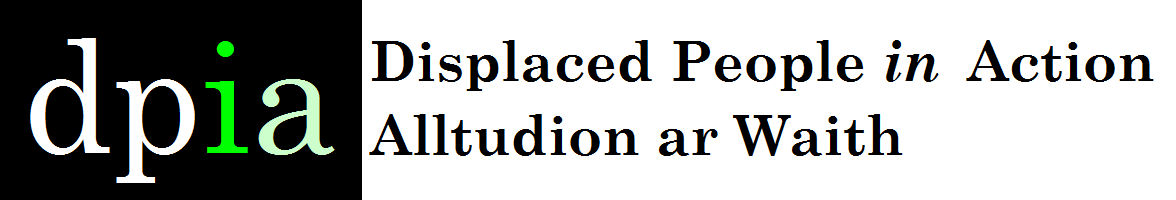 dpia
Displaced People in Action
Alltudion ar Waith